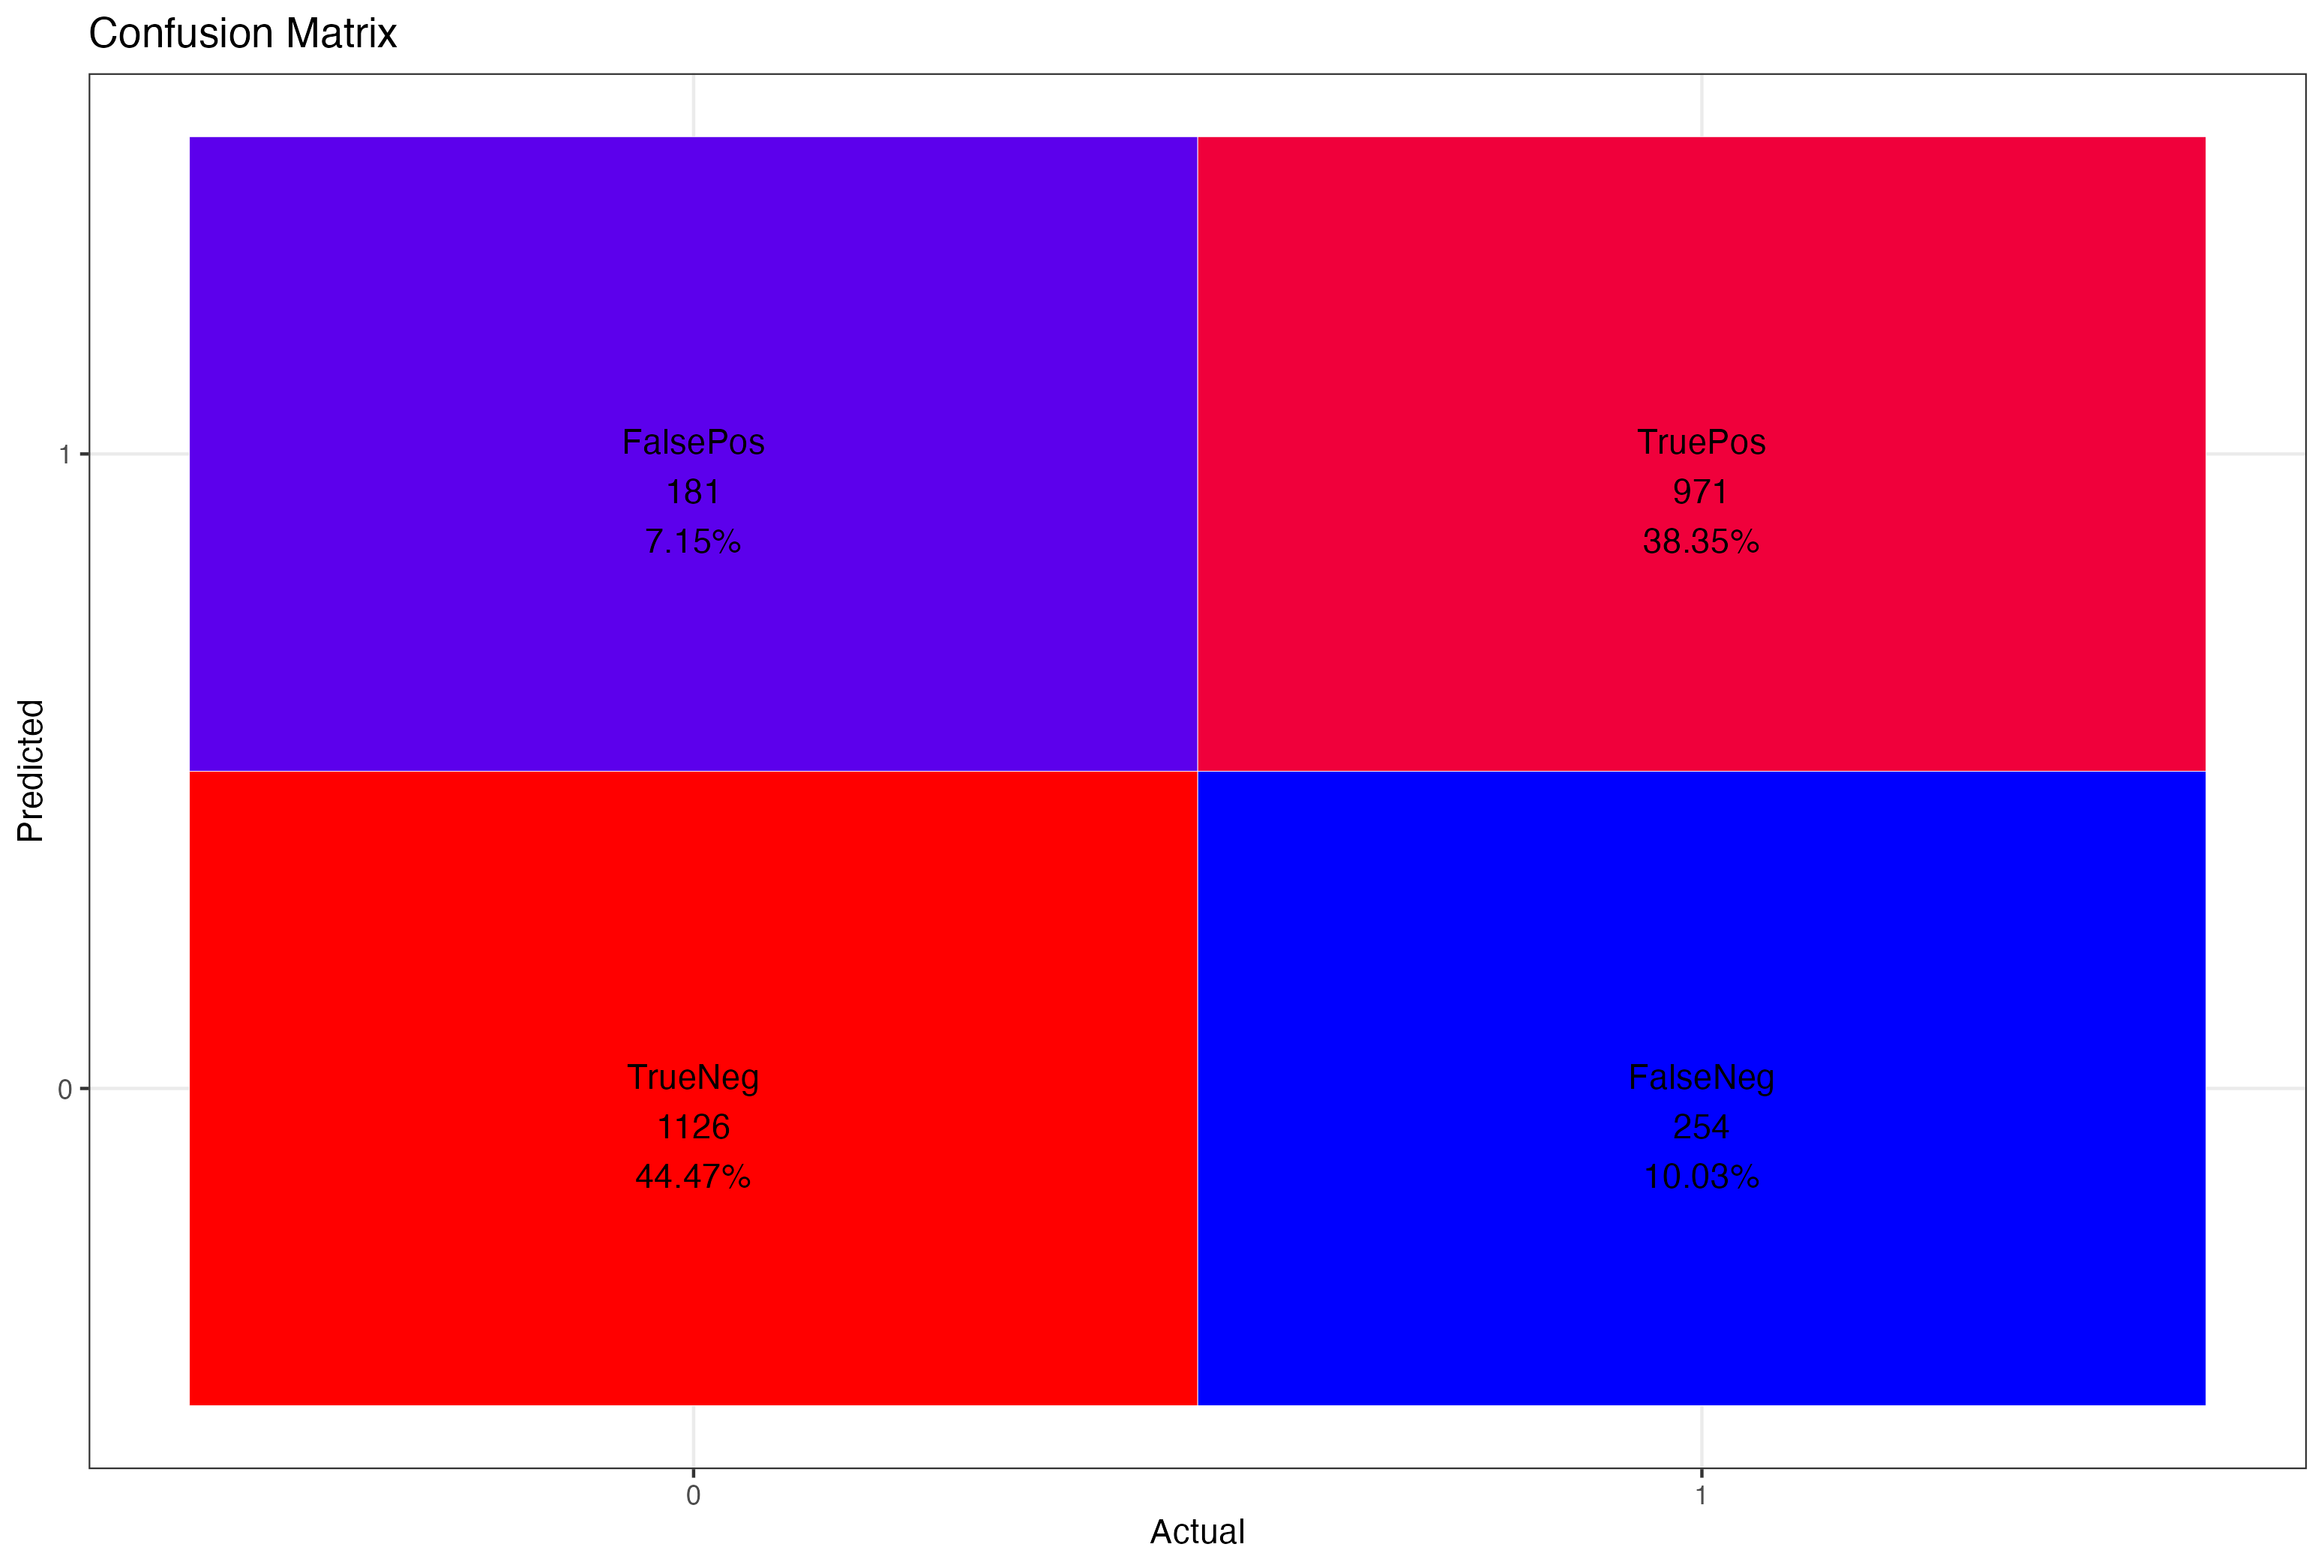 Confusion Matrix
Predicted
1
0
FalsePos
181
7.15%
TruePos
971
38.35%
TrueNeg
1126
44.47%
FalseNeg
254
10.03%
0
1
Actual